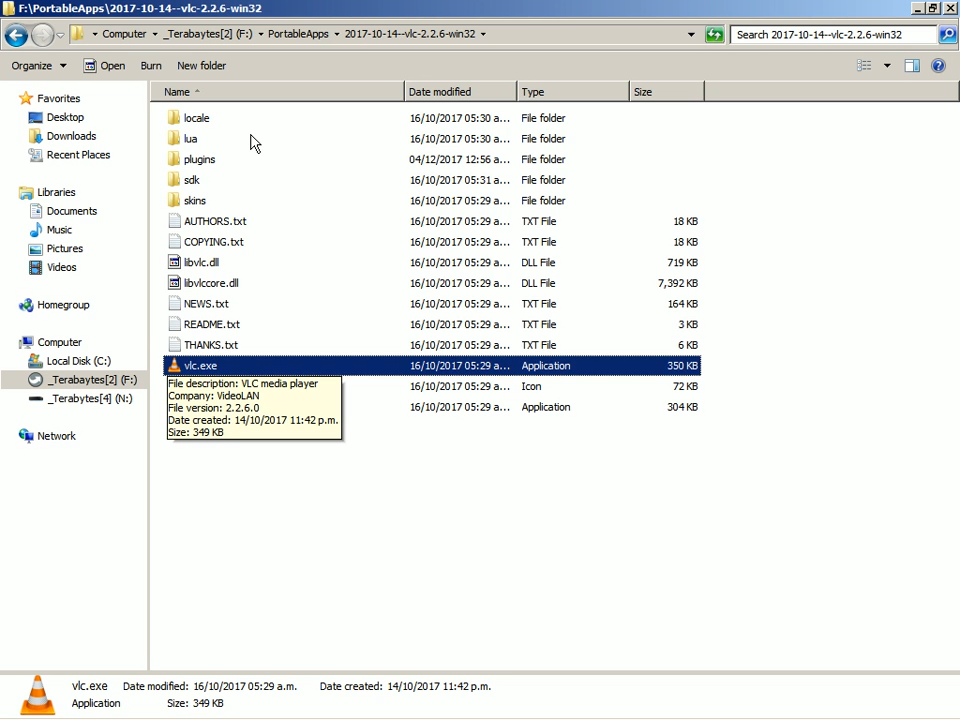 F:\PortableApps\2017-10-14--vlc-2.2.6-win32
Computer _Terabaytes[2] (F:) PortableApps 2017-10-14--vlc-2.2.6-win32 Search 2017-10-14--vlc-2.2.6-win32
Organize Open Burn New folder
Favorites
Desktop
Downloads
Recent Places
Libraries
Documents
Music
Pictures
Videos
Homegroup
Computer
Local Disk (C:)
_Terabaytes[2] (F:)
_Terabytes[4] (N:)
Network
Name Date modified Type Size
locale 16/10/2017 05:30 a... File folder
lua 16/10/2017 05:30 a... File folder
plugins 04/12/2017 12:56 a... File folder
sdk 16/10/2017 05:31 a... File folder
skins 16/10/2017 05:29 a... File folder
AUTHORS.txt 16/10/2017 05:29 a... TXT File 18 KB
COPYING.txt 16/10/2017 05:29 a... TXT File 18 KB
libvlc.dll 16/10/2017 05:29 a... DLL File 719 KB
libvlccore.dll 16/10/2017 05:29 a... DLL File 7,392 KB
NEWS.txt 16/10/2017 05:29 a... TXT File 164 KB
README.txt 16/10/2017 05:29 a... TXT File 3 KB
THANKS.txt 16/10/2017 05:29 a... TXT File 6 KB
vlc.exe 16/10/2017 05:29 a... Application 350 KB
16/10/2017 05:29 a... Icon 72 KB
16/10/2017 05:29 a... Application 304 KB
File description: VLC media player
Company: VideoLAN
File version: 2.2.6.0
Date created: 14/10/2017 11:42 p.m.
Size: 349 KB
vlc.exe Date modified: 16/10/2017 05:29 a.m. Date created: 14/10/2017 11:42 p.m.
Application Size: 349 KB